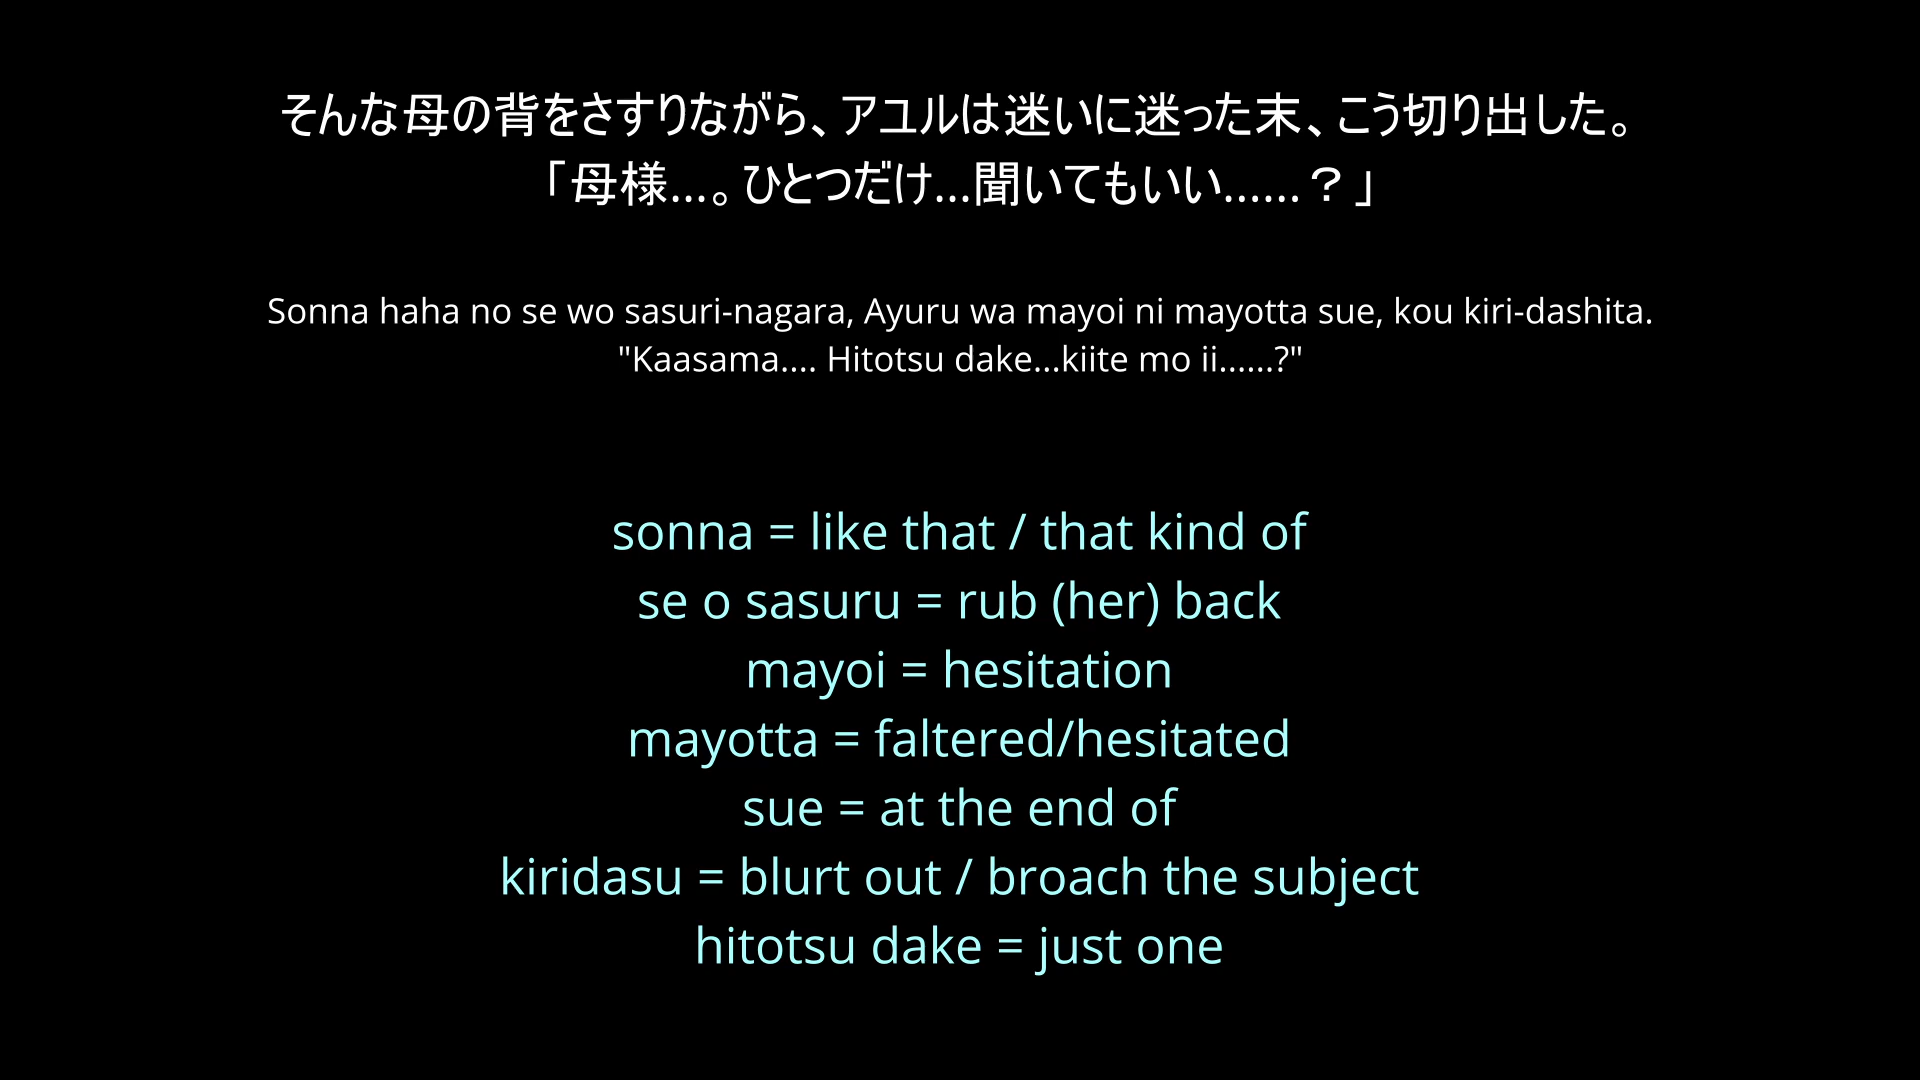 そんな母の背をさすりながら、アユルは迷いに迷った末、こう切り出した。
「母様...。ひとつだけ...聞いてもいい......？」
Sonna haha no se wo sasuri-nagara, Ayuru wa mayoi ni mayotta sue, kou kiri-dashita.
"Kaasama.... Hitotsu dake...kiite mo ii......?"
sonna = like that / that kind of
se o sasuru = rub (her) back
mayoi = hesitation
mayotta = faltered/hesitated
sue = at the end of
kiridasu = blurt out / broach the subject
hitotsu dake = just one